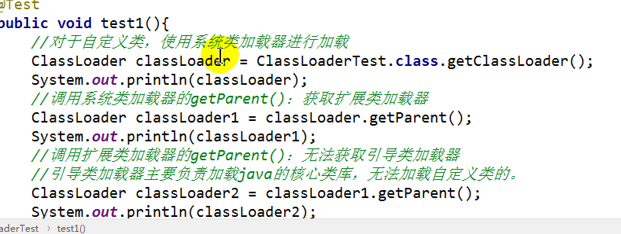 @Test
public void test1(){
//对于自定义类，使用系统类加载器进行加载
ClassLoader classLoader = ClassLoaderTest.class.getClassLoader();
System.out.println(classLoader);
//调用系统类加载器的getParent()：获取扩展类加载器
ClassLoader classLoader1 = classLoader.getParent();
System.out.println(classLoader1);
//调用扩展类加载器的getParent()：无法获取引导类加载器
//引导类加载器主要负责加载java的核心类库，无法加载自定义类的。
ClassLoader classLoader2 = classLoader1.getParent();
System.out.println(classLoader2);
aderTest › test1()